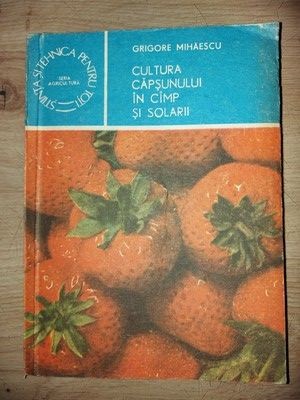 GRIGORE MIHĂESCU
CULTURA
CĂPȘUNULUI
ÎN CÎMP
ȘI SOLARII
ȘTIINȚA ȘI TEHNICA PENTRU TOȚI
SERIA
AGRICULTURĂ